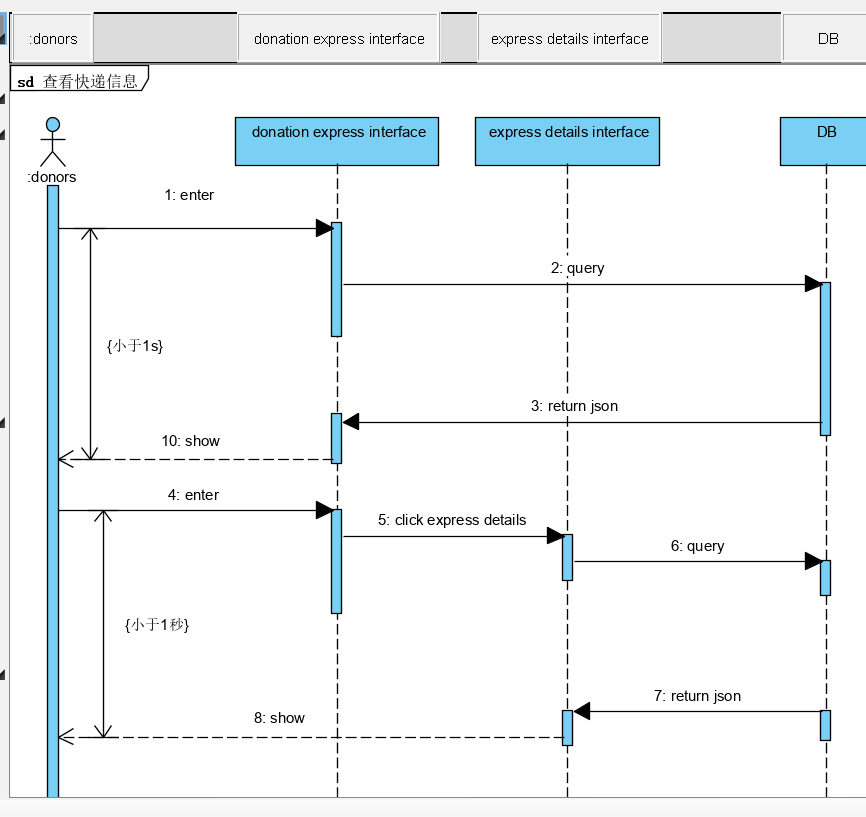 :donors
donation express interface
express details interface
DB
sd 查看快递信息
donation express interface
express details interface
DB
:donors
1: enter
2: query
{小于1s}
3: return json
10: show
4: enter
5: click express details
6: query
{小于1秒}
7: return json
8: show